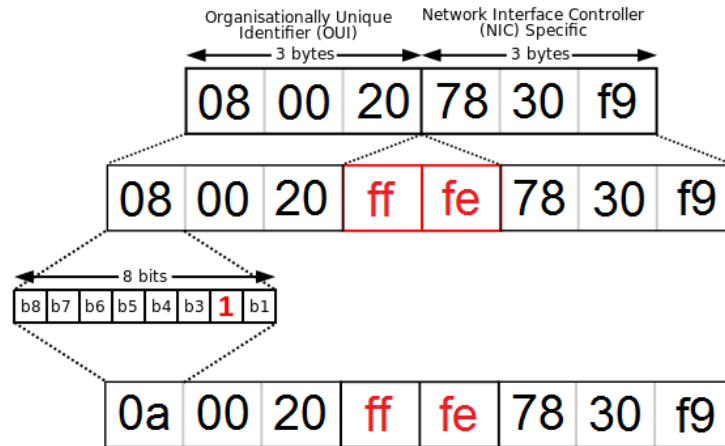 Organisationally Unique
Identifier (OUI)
Network Interface Controller
(NIC) Specific
3 bytes
3 bytes
08 00 20 78 30 f9
08 00 20 ff fe 78 30 f9
8 bits
b8 b7 b6 b5 b4 b3 1 b1
0a 00 20 ff fe 78 30 f9